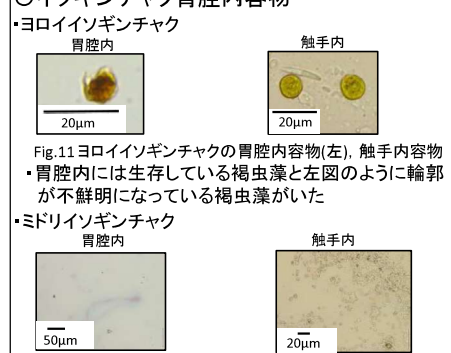 〇イソギンチャク胃腔内容物
・ヨロイイソギンチャク
胃腔内
触手内
20μm
20μm
Fig.11 ヨロイイソギンチャクの胃腔内容物(左), 触手内容物
・胃腔内には生存している褐虫藻と左図のように輪郭
が不鮮明になっている褐虫藻がいた
・ミドリイソギンチャク
胃腔内
触手内
50μm
20μm